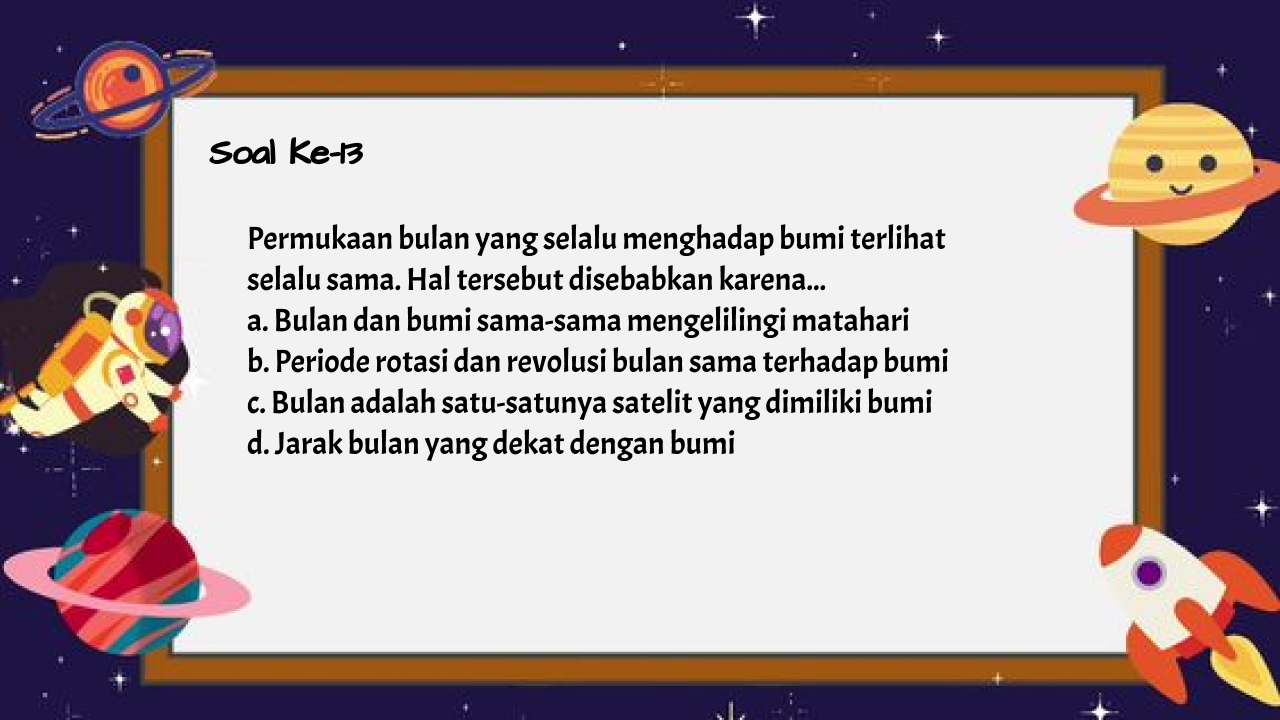 Soal Ke-13
Permukaan bulan yang selalu menghadap bumi terlihat
selalu sama. Hal tersebut disebabkan karena...
a. Bulan dan bumi sama-sama mengelilingi matahari
b. Periode rotasi dan revolusi bulan sama terhadap bumi
c. Bulan adalah satu-satunya satelit yang dimiliki bumi
d. Jarak bulan yang dekat dengan bumi